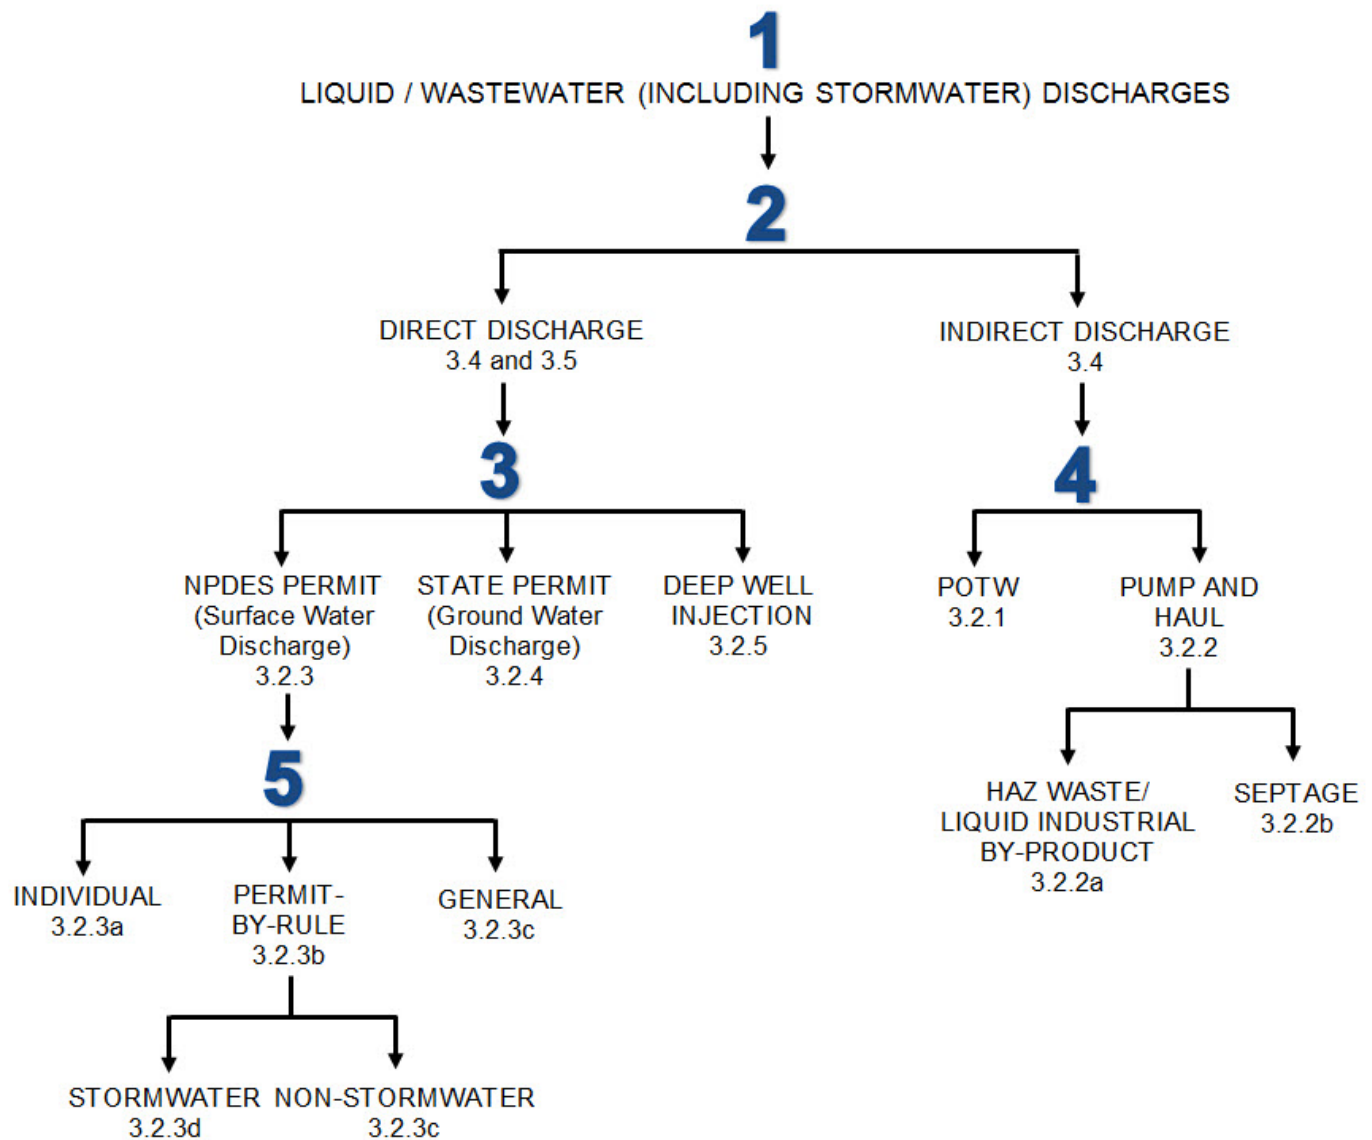 1
LIQUID / WASTEWATER (INCLUDING STORMWATER) DISCHARGES
2
DIRECT DISCHARGE
3.4 and 3.5
INDIRECT DISCHARGE
3.4
3
4
NPDES PERMIT
(Surface Water
Discharge)
3.2.3
STATE PERMIT
(Ground Water
Discharge)
3.2.4
DEEP WELL
INJECTION
3.2.5
POTW
3.2.1
PUMP AND
HAUL
3.2.2
5
HAZ WASTE/
LIQUID INDUSTRIAL
BY-PRODUCT
3.2.2a
SEPTAGE
3.2.2b
INDIVIDUAL
3.2.3a
PERMIT-
BY-RULE
3.2.3b
GENERAL
3.2.3c
STORMWATER
3.2.3d
NON-STORMWATER
3.2.3c